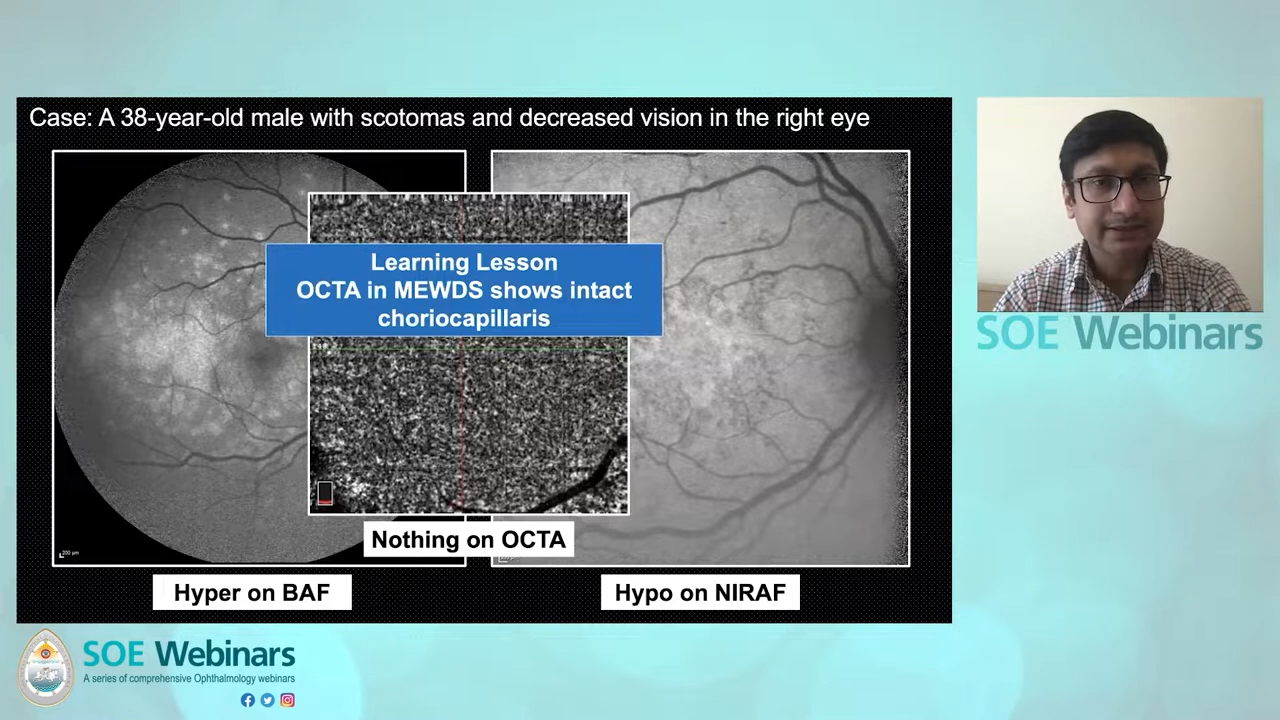 Case: A 38-year-old male with scotomas and decreased vision in the right eye
Learning Lesson
OCTA in MEWDS shows intact
choriocapillaris
Nothing on OCTA
200 µm
Hyper on BAF
Hypo on NIRAF
SOE Webinars
SOE Webinars
A series of comprehensive Ophthalmology webinars